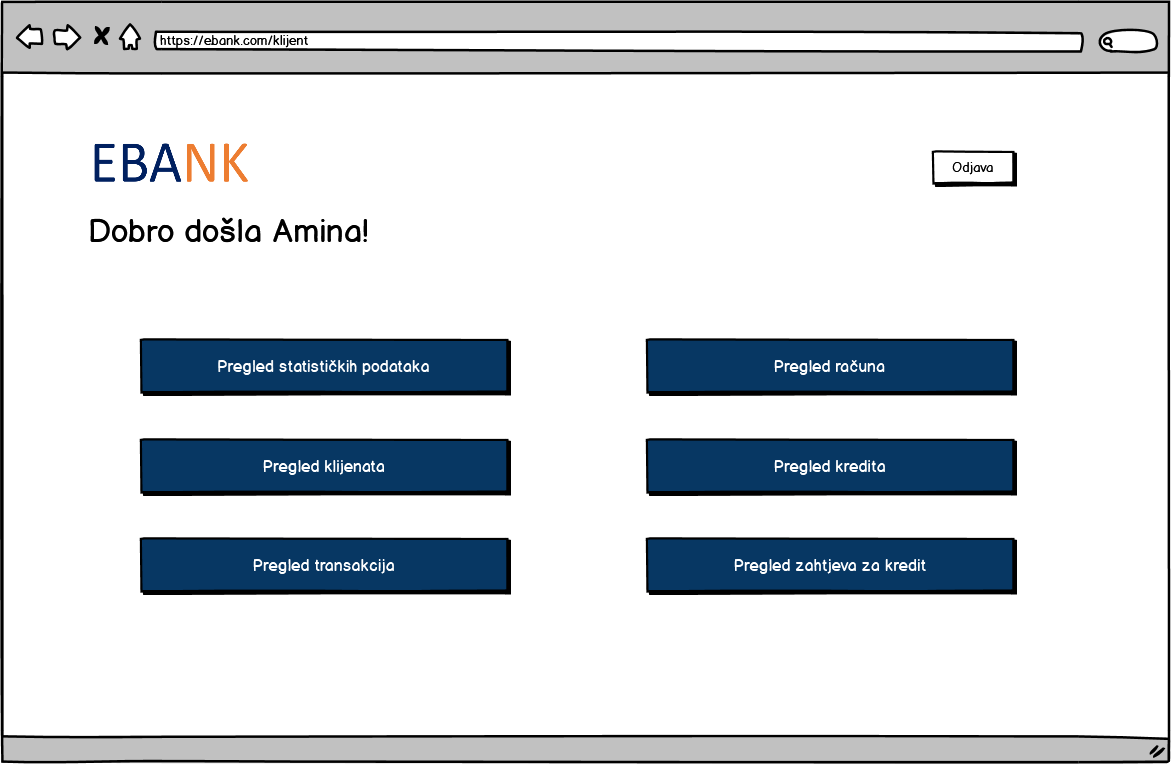 https://ebank.com/klijent
EBANK
Odjava
Dobro došla Amina!
Pregled statističkih podataka
Pregled računa
Pregled klijenata
Pregled kredita
Pregled transakcija
Pregled zahtjeva za kredit